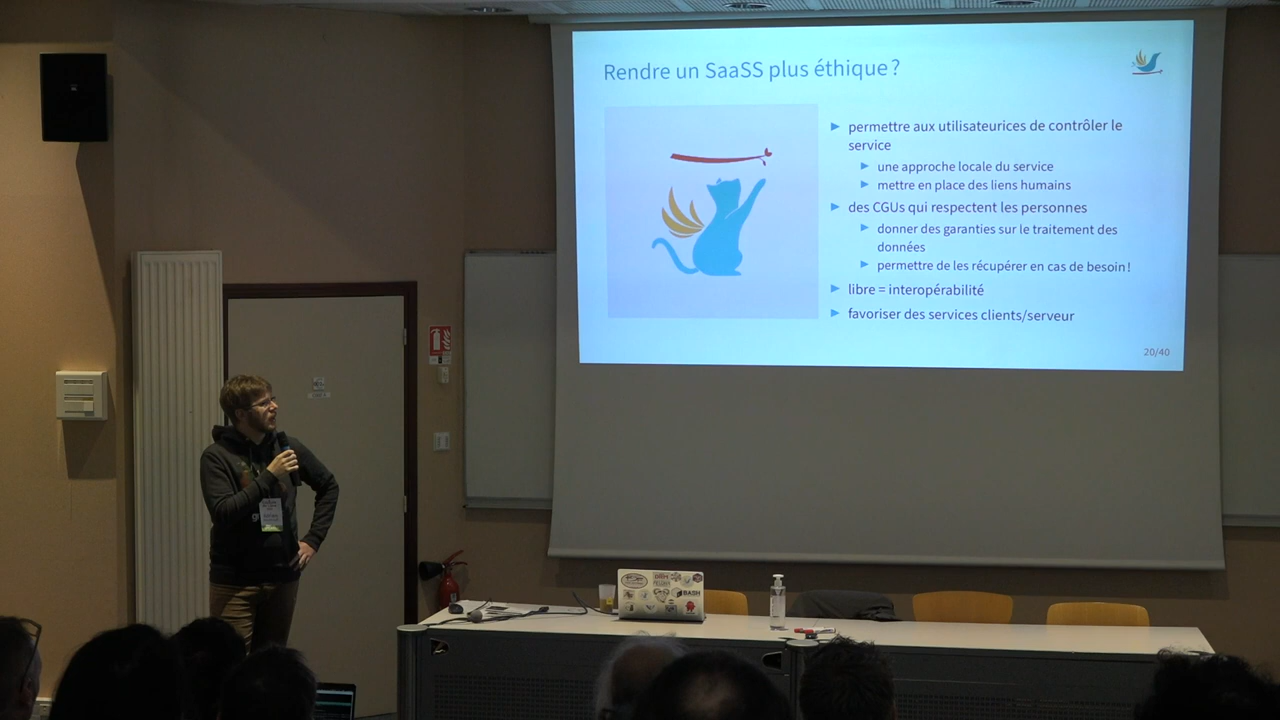 Rendre un SaaSS plus éthique ?
permettre aux utilisateurices de contrôler le
service
une approche locale du service
mettre en place des liens humains
des CGUs qui respectent les personnes
donner des garanties sur le traitement des
données
permettre de les récupérer en cas de besoin !
libre = interopérabilité
favoriser des services clients/serveur
20/40
BASH